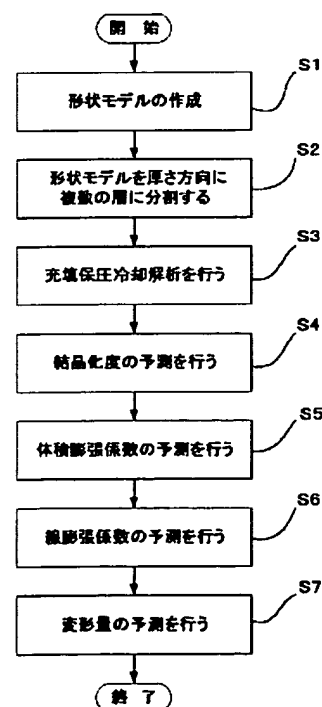 開 始
S1
形状モデルの作成
S2
形状モデルを厚さ方向に
複数の層に分割する
S3
充填保圧冷却解析を行う
S4
結晶化度の予測を行う
S5
体積膨張係数の予測を行う
S6
線膨張係数の予測を行う
S7
変形量の予測を行う
終 了